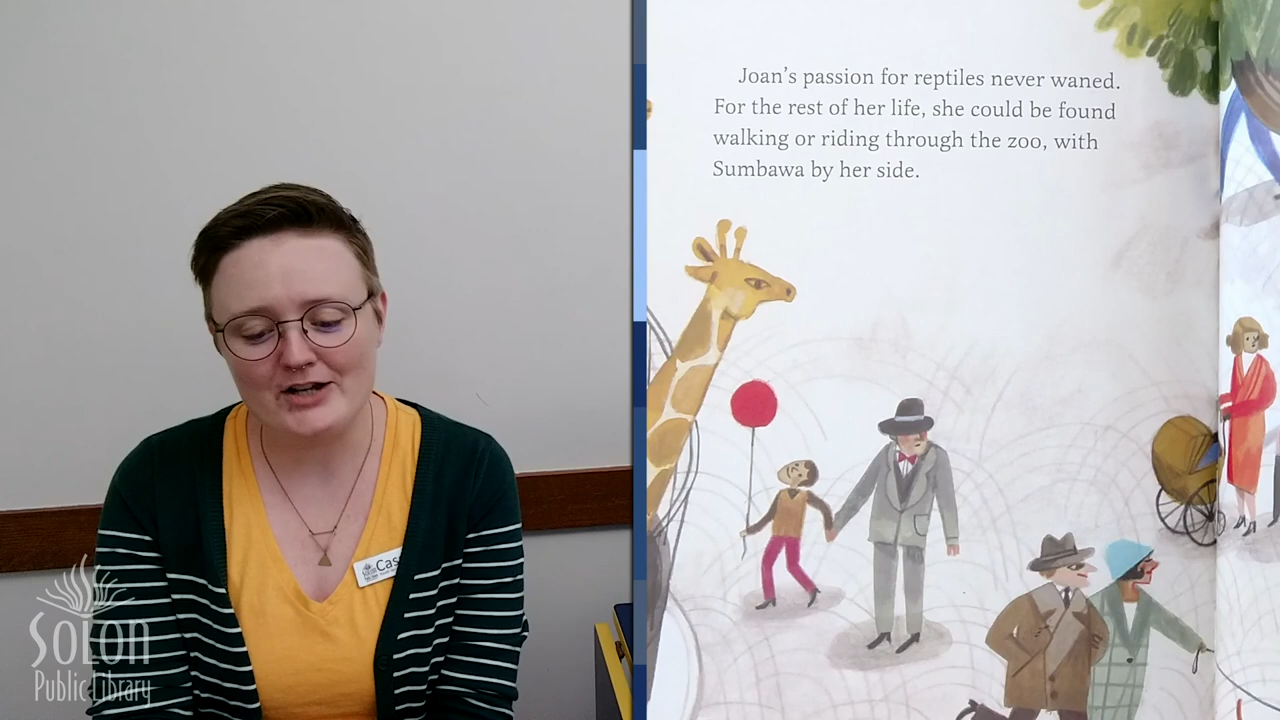 Joan's passion for reptiles never waned.
For the rest of her life, she could be found
walking or riding through the zoo, with
Sumbawa by her side.
Cas
SOLON
Public Library